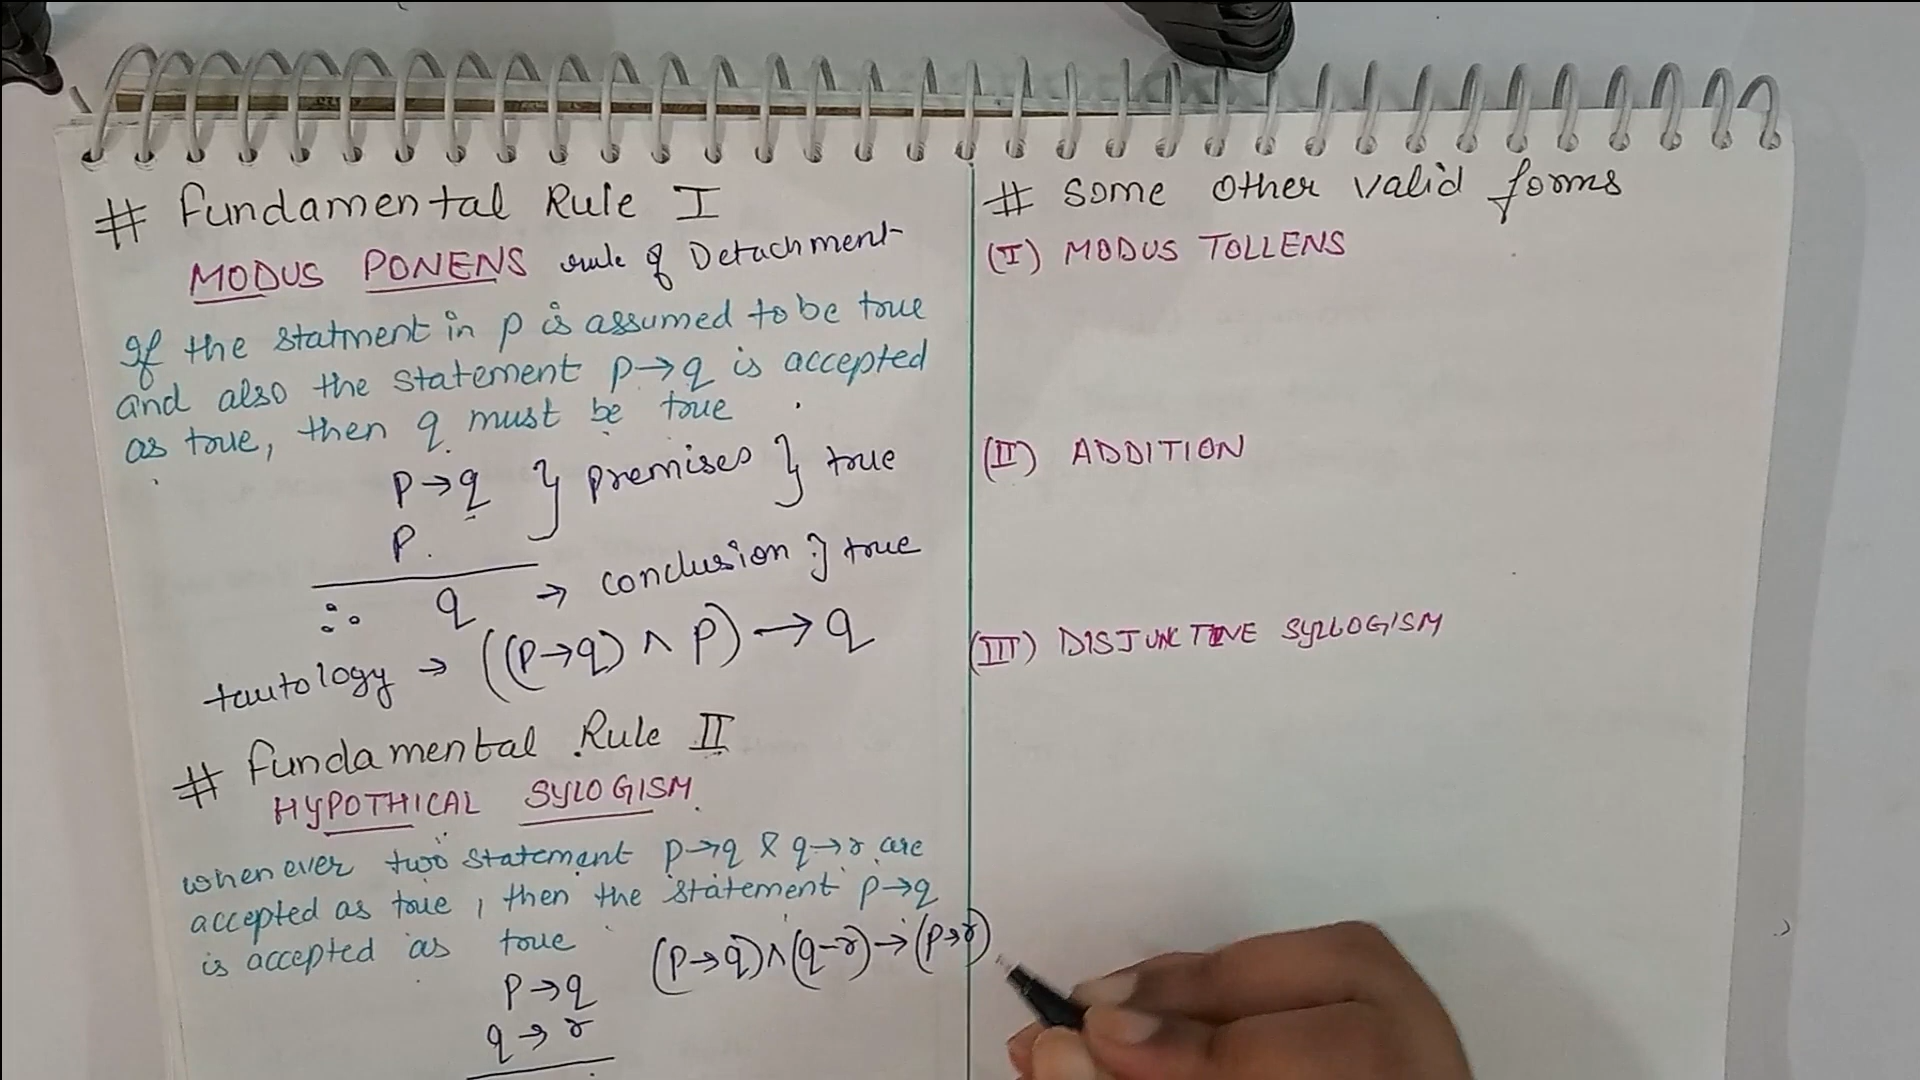 # Fundamental Rule I
MODUS PONENS rule of Detachment
If the statment in p is assumed to be true
and also the statement p→q is accepted
as true, then q must be true
p→q } premises } true
p.
∴ q → conclusion } true
tautology → ((p→q) ∧ p) → q
# Fundamental Rule II
HYPOTHICAL SYLOGISM
whenever two statement p→q & q→r are
accepted as true, then the statement p→q
is accepted as true
(p→q)∧(q-r)→(p→r)
p→q
q→r
# Some Other valid forms
(I) MODUS TOLLENS
(II) ADDITION
(III) DISJUNCTIVE SYLLOGISM